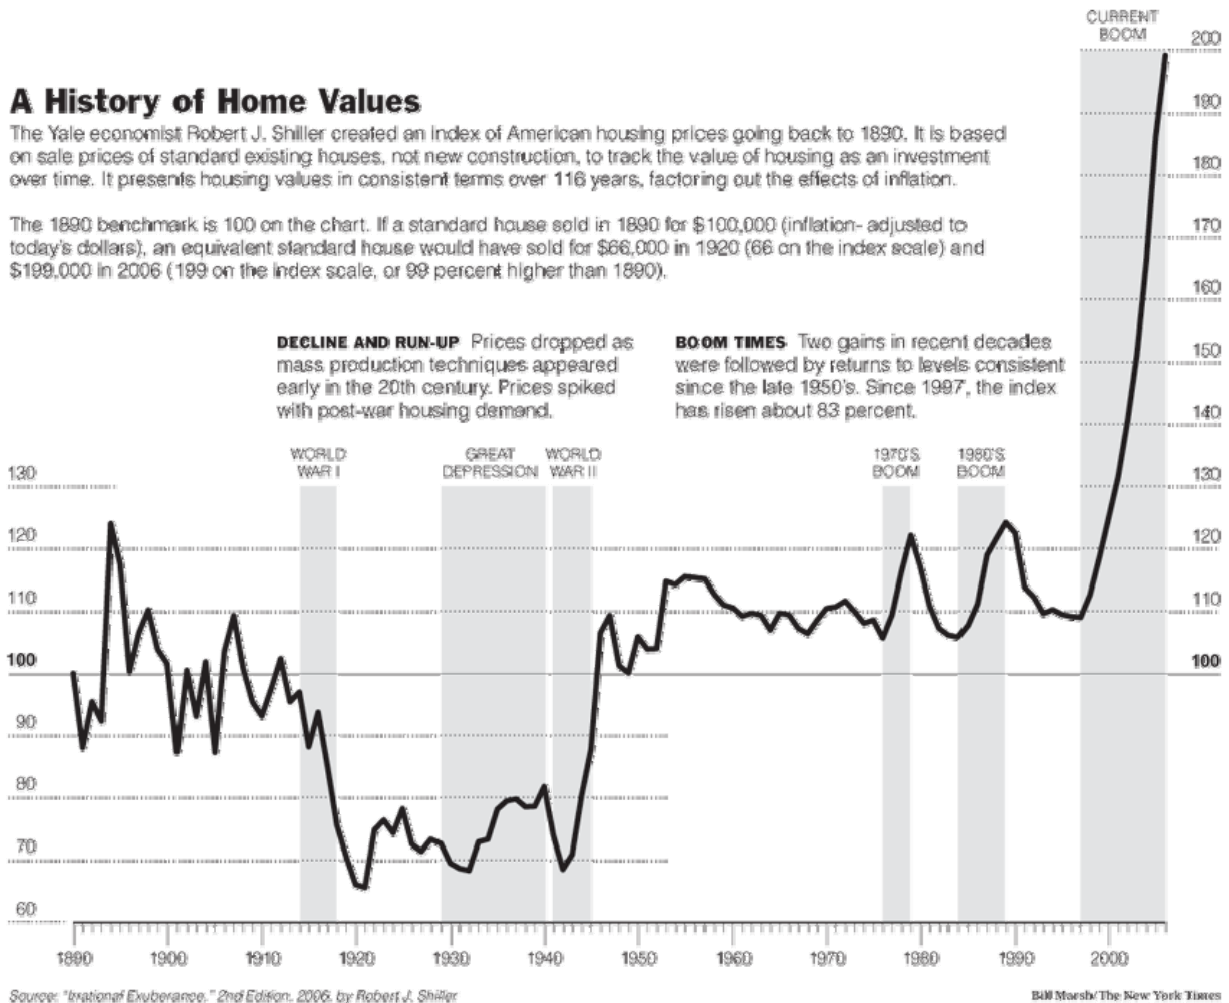 CURRENT
BOOM
200
A History of Home Values
190
The Yale economist Robert J. Shiller created an index of American housing prices going back to 1890. It is based
on sale prices of standard existing houses, not new construction, to track the value of housing as an investment
over time. It presents housing values in consistent terms over 116 years, factoring out the effects of inflation.
180
The 1890 benchmark is 100 on the chart. If a standard house sold in 1890 for $100,000 (inflation- adjusted to
today's dollars), an equivalent standard house would have sold for $66,000 in 1920 (66 on the index scale) and
$199,000 in 2006 (199 on the index scale, or 99 percent higher than 1890).
170
160
DECLINE AND RUN-UP Prices dropped as
mass production techniques appeared
early in the 20th century. Prices spiked
with post-war housing demand.
BOOM TIMES Two gains in recent decades
were followed by returns to levels consistent
since the late 1950's. Since 1997, the index
has risen about 83 percent.
150
140
WORLD
WAR I
GREAT
DEPRESSION
WORLD
WAR II
1970'S
BOOM
1980'S
BOOM
130
130
120
120
110
110
100
100
90
80
70
60
1890
1900
1910
1920
1930
1940
1950
1960
1970
1980
1990
2000
Source: "Irrational Exuberance," 2nd Edition, 2006, by Robert J. Shiller
Bill Marsh/The New York Times